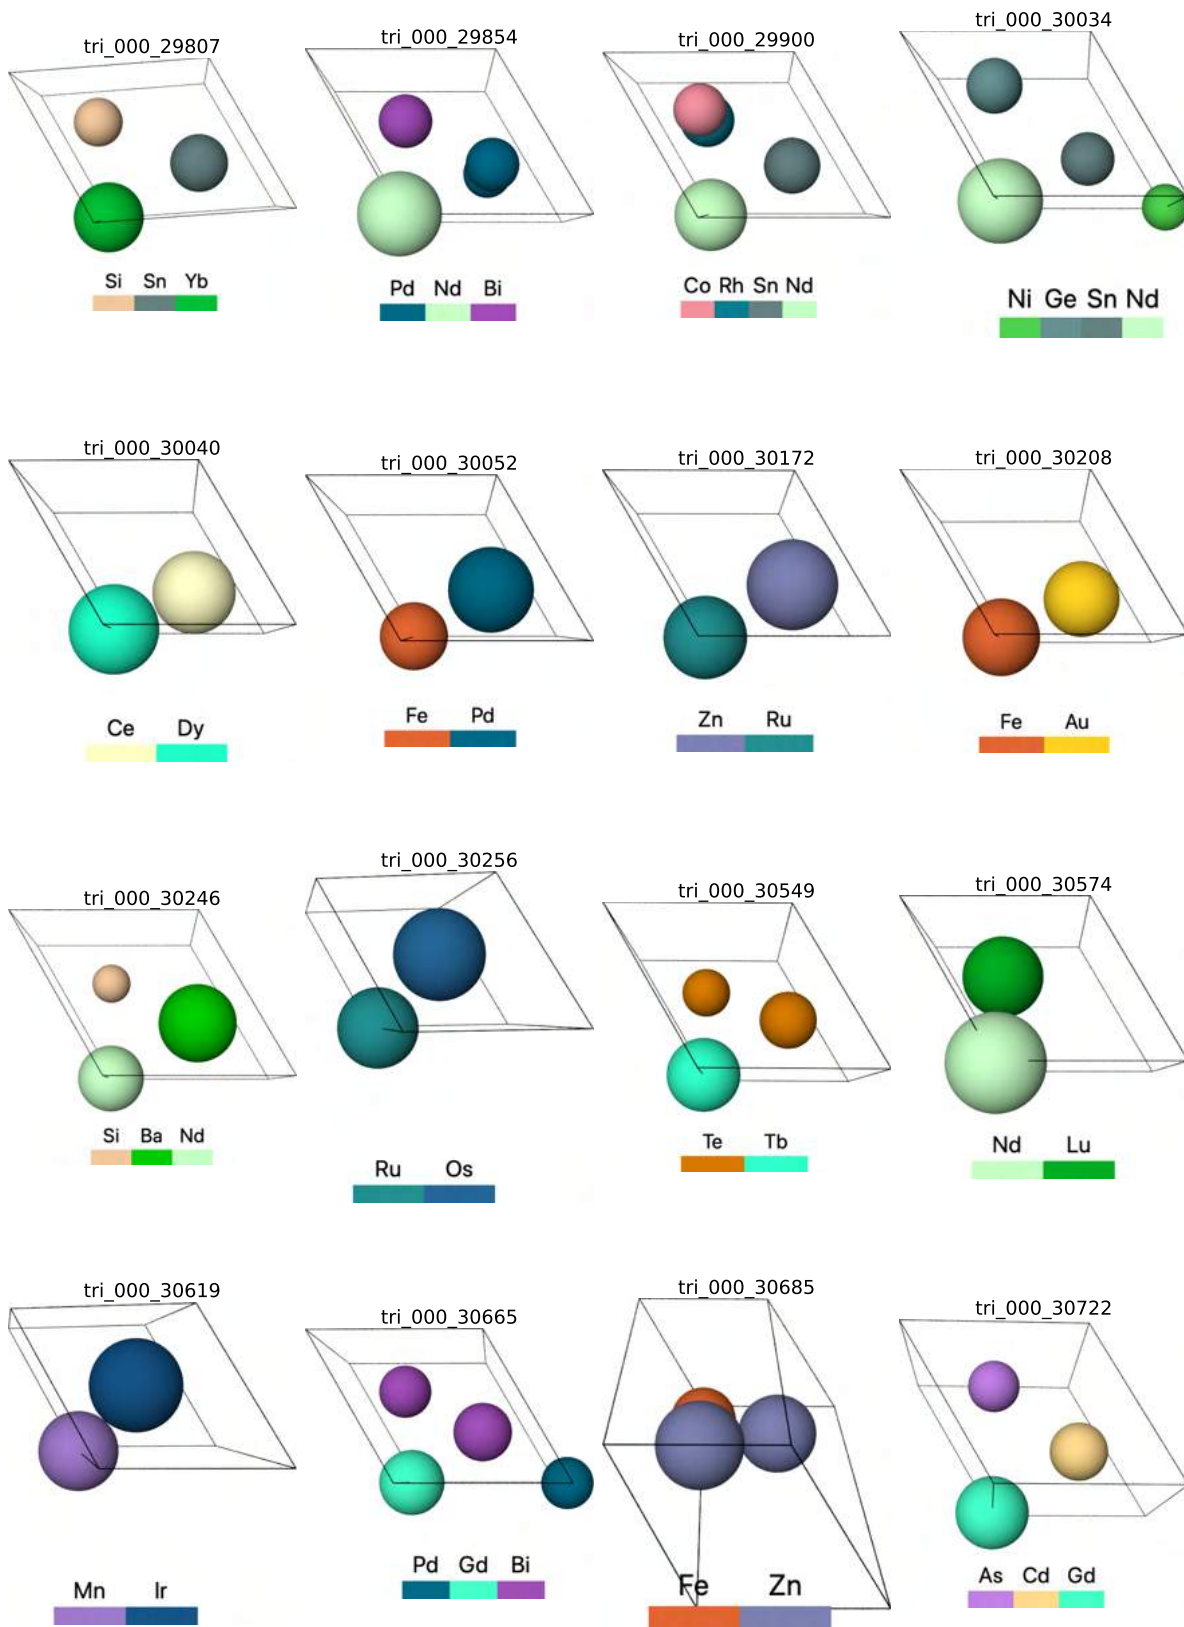 tri_000_29807
tri_000_29854
tri_000_29900
tri_000_30034
Si Sn Yb
Pd Nd Bi
Co Rh Sn Nd
Ni Ge Sn Nd
tri_000_30040
tri_000_30052
tri_000_30172
tri_000_30208
Ce Dy
Fe Pd
Zn Ru
Fe Au
tri_000_30246
tri_000_30256
tri_000_30549
tri_000_30574
Si Ba Nd
Ru Os
Te Tb
Nd Lu
tri_000_30619
tri_000_30665
tri_000_30685
tri_000_30722
Mn Ir
Pd Gd Bi
Fe Zn
As Cd Gd